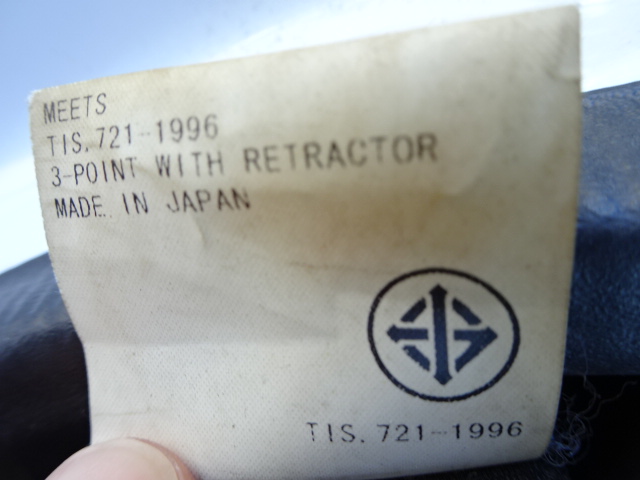 MEETS
TIS. 721-1996
3-POINT WITH RETRACTOR
MADE IN JAPAN
TIS. 721-1996